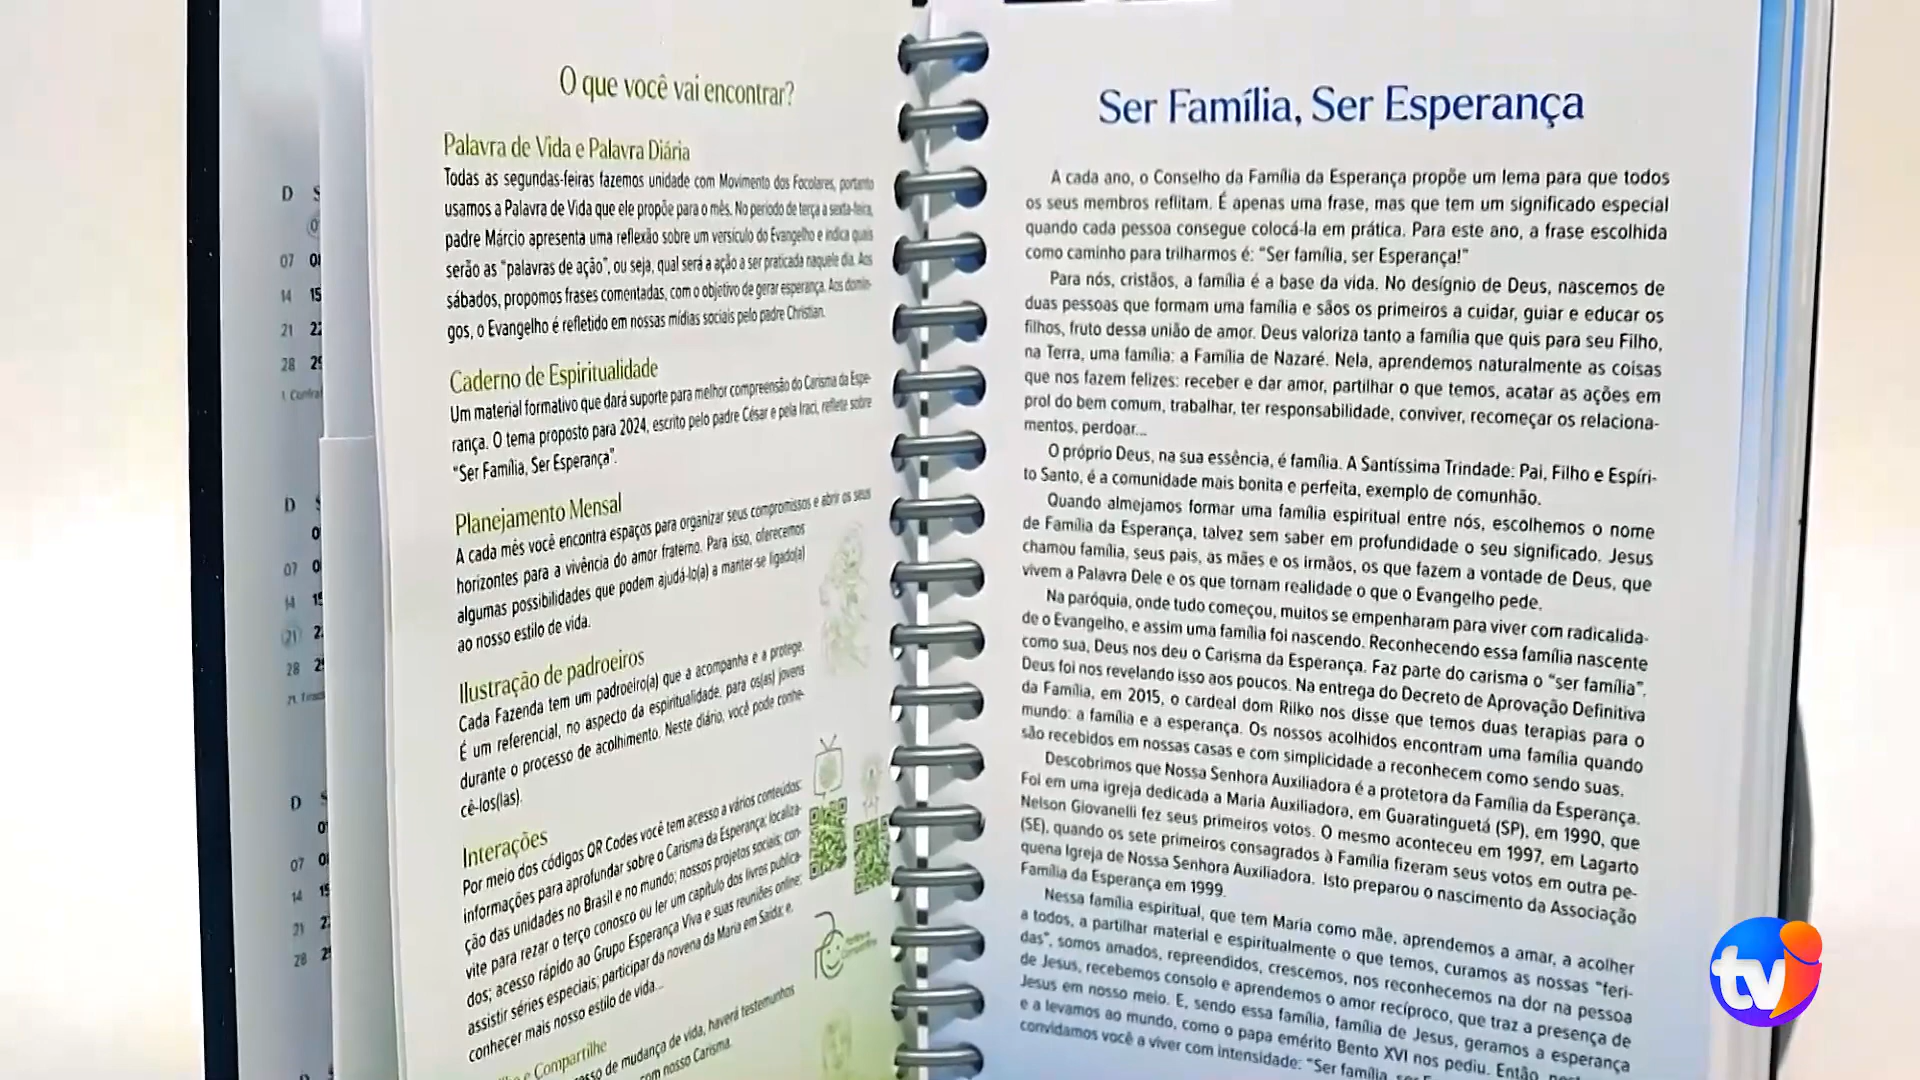 O que você vai encontrar?
Palavra de Vida e Palavra Diária
Todas as segundas-feiras fazemos unidade com Movimento dos Focolares, portanto
usamos a Palavra de Vida que ele propõe para o mês. No período de terça a sexta-feira,
padre Márcio apresenta uma reflexão sobre um versículo do Evangelho e indica quais
serão as "palavras de ação", ou seja, qual será a ação a ser praticada naquele dia. Aos
sábados, propomos frases comentadas, com o objetivo de gerar esperança. Aos domin-
gos, o Evangelho é refletido em nossas mídias sociais pelo padre Christian.
Caderno de Espiritualidade
Um material formativo que dará suporte para melhor compreensão do Carisma da Espe-
rança. O tema proposto para 2024, escrito pelo padre César e pela Iraci, reflete sobre
"Ser Família, Ser Esperança".
Planejamento Mensal
A cada mês você encontra espaços para organizar seus compromissos e abrir os seus
horizontes para a vivência do amor fraterno. Para isso, oferecemos
algumas possibilidades que podem ajudá-lo(a) a manter-se ligado(a)
ao nosso estilo de vida.
Ilustração de padroeiros
Cada Fazenda tem um padroeiro(a) que a acompanha e a protege.
É um referencial, no aspecto da espiritualidade, para os(as) jovens
durante o processo de acolhimento. Neste diário, você pode conhe-
cê-los(las).
Interações
Por meio dos códigos QR Codes você tem acesso a vários conteúdos:
informações para aprofundar sobre o Carisma da Esperança; localiza-
ção das unidades no Brasil e no mundo; nossos projetos sociais; con-
vite para rezar o terço conosco ou ler um capítulo dos livros publica-
dos; acesso rápido ao Grupo Esperança Viva e suas reuniões online;
assistir séries especiais; participar da novena da Maria em Saída; e,
conhecer mais nosso estilo de vida...
e Compartilhe
de mudança de vida, haverá testemunhos
com nosso Carisma.
Ser Família, Ser Esperança
A cada ano, o Conselho da Família da Esperança propõe um lema para que todos
os seus membros reflitam. É apenas uma frase, mas que tem um significado especial
quando cada pessoa consegue colocá-la em prática. Para este ano, a frase escolhida
como caminho para trilharmos é: "Ser família, ser Esperança!"
Para nós, cristãos, a família é a base da vida. No desígnio de Deus, nascemos de
duas pessoas que formam uma família e sãos os primeiros a cuidar, guiar e educar os
filhos, fruto dessa união de amor. Deus valoriza tanto a família que quis para seu Filho,
na Terra, uma família: a Família de Nazaré. Nela, aprendemos naturalmente as coisas
que nos fazem felizes: receber e dar amor, partilhar o que temos, acatar as ações em
prol do bem comum, trabalhar, ter responsabilidade, conviver, recomeçar os relaciona-
mentos, perdoar...
O próprio Deus, na sua essência, é família. A Santíssima Trindade: Pai, Filho e Espíri-
to Santo, é a comunidade mais bonita e perfeita, exemplo de comunhão.
Quando almejamos formar uma família espiritual entre nós, escolhemos o nome
de Família da Esperança, talvez sem saber em profundidade o seu significado. Jesus
chamou família, seus pais, as mães e os irmãos, os que fazem a vontade de Deus, que
vivem a Palavra Dele e os que tornam realidade o que o Evangelho pede.
Na paróquia, onde tudo começou, muitos se empenharam para viver com radicalida-
de o Evangelho, e assim uma família foi nascendo. Reconhecendo essa família nascente
como sua, Deus nos deu o Carisma da Esperança. Faz parte do carisma o "ser família".
Deus foi nos revelando isso aos poucos. Na entrega do Decreto de Aprovação Definitiva
da Família, em 2015, o cardeal dom Rilko nos disse que temos duas terapias para o
mundo: a família e a esperança. Os nossos acolhidos encontram uma família quando
são recebidos em nossas casas e com simplicidade a reconhecem como sendo suas.
Descobrimos que Nossa Senhora Auxiliadora é a protetora da Família da Esperança.
Foi em uma igreja dedicada a Maria Auxiliadora, em Guaratinguetá (SP), em 1990, que
Nelson Giovanelli fez seus primeiros votos. O mesmo aconteceu em 1997, em Lagarto
(SE), quando os sete primeiros consagrados à Família fizeram seus votos em outra pe-
quena Igreja de Nossa Senhora Auxiliadora. Isto preparou o nascimento da Associação
Família da Esperança em 1999.
Nessa família espiritual, que tem Maria como mãe, aprendemos a amar, a acolher
a todos, a partilhar material e espiritualmente o que temos, curamos as nossas "feri-
das", somos amados, repreendidos, crescemos, nos reconhecemos na dor na pessoa
de Jesus, recebemos consolo e aprendemos o amor recíproco, que traz a presença de
Jesus em nosso meio. E, sendo essa família, família de Jesus, geramos a esperança
e a levamos ao mundo, como o papa emérito Bento XVI nos pediu. Então,
convidamos você a viver com intensidade: "Ser família, ser
D S
07 08
14 15
21 22
28 29
D
07
14
21
28
D
07
14
21
28
tvi